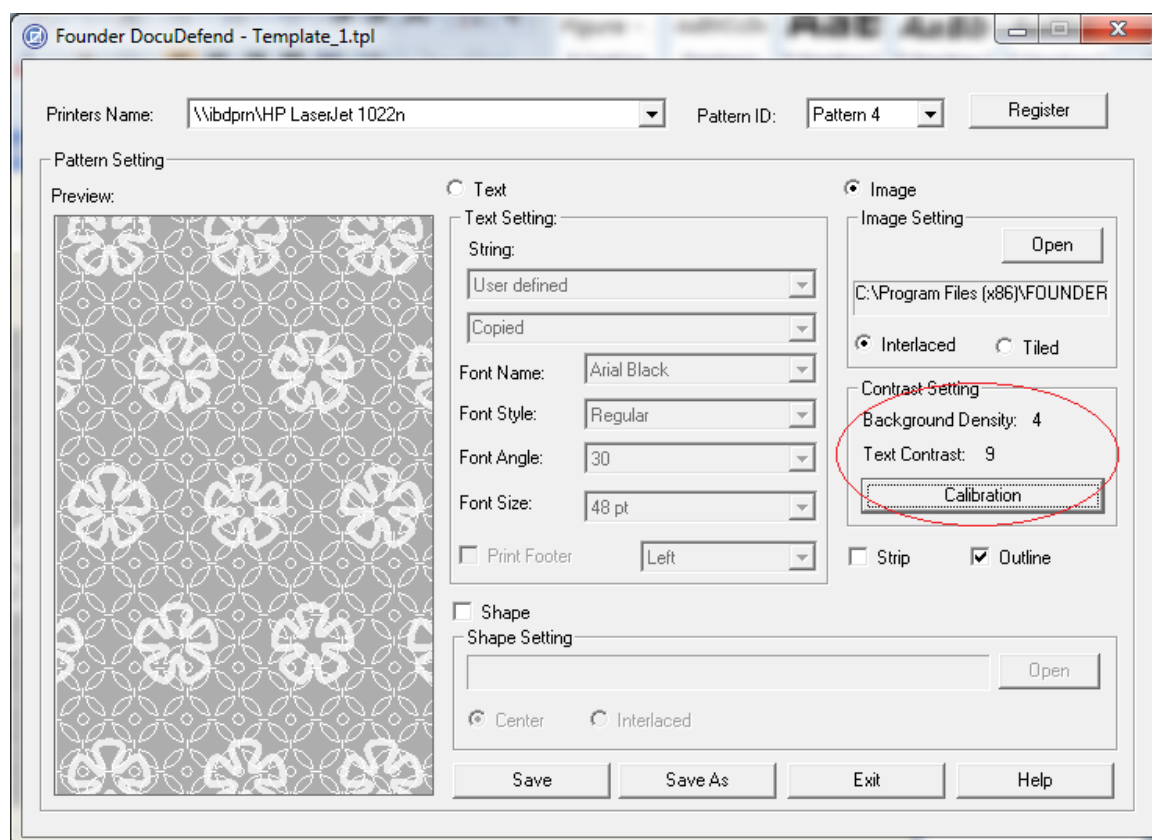 Founder DocuDefend - Template_1.tpl
Printers Name: \\ibdprn\HP LaserJet 1022n Pattern ID: Pattern 4 Register
Pattern Setting
Preview:
Text
Image
Text Setting:
Image Setting
String:
Open
User defined
C:\Program Files (x86)\FOUNDER
Copied
Interlaced Tiled
Font Name: Arial Black
Contrast Setting
Font Style: Regular
Background Density: 4
Font Angle: 30
Text Contrast: 9
Calibration
Font Size: 48 pt
Print Footer Left
Strip Outline
Shape
Shape Setting
Open
Center Interlaced
Save Save As Exit Help